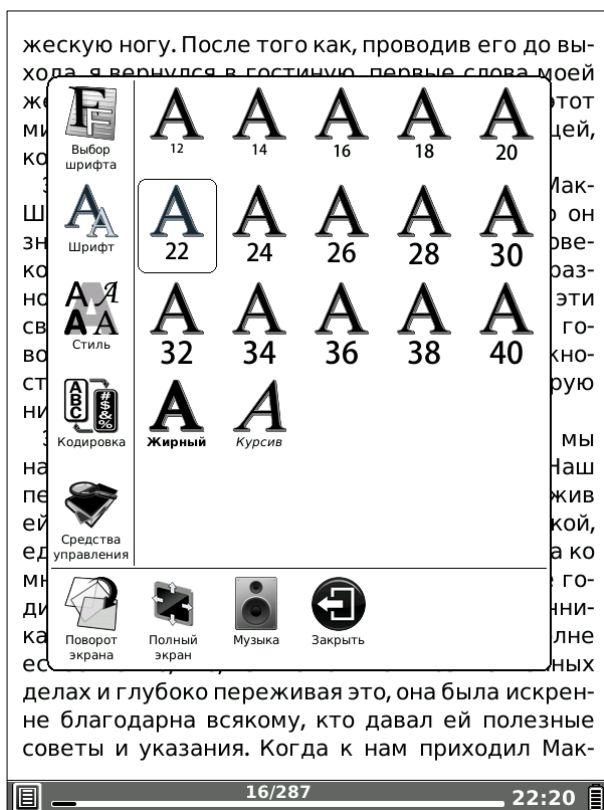 жескую ногу. После того как, проводив его до вы-
хода, я вернулся в гостиную, первые слова моей
Выбор
шрифта
12 14 16 18 20
Шрифт
22 24 26 28 30
Стиль
32 34 36 38 40
Кодировка
Жирный Курсив
Средства
управления
Поворот
экрана
Полный
экран
Музыка
Закрыть
делах и глубоко переживая это, она была искрен-
не благодарна всякому, кто давал ей полезные
советы и указания. Когда к нам приходил Мак-
16/287
22:20